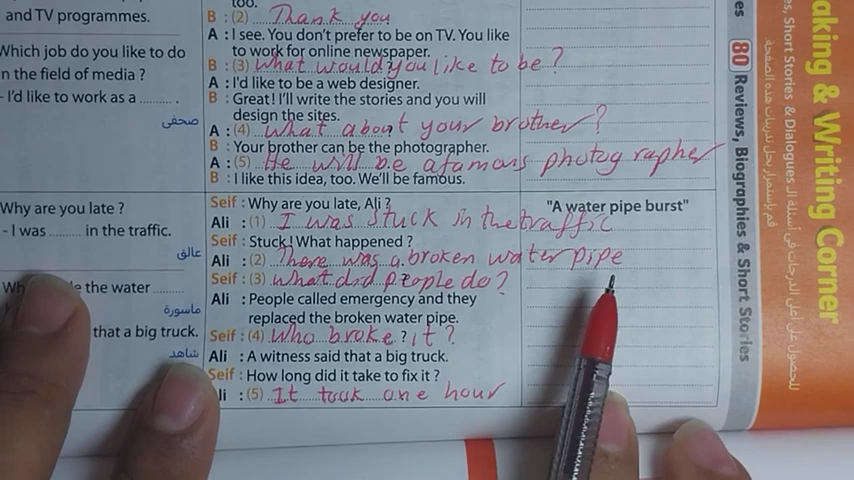 too.
and TV programmes.
B : (2) Thank you
A : I see. You don't prefer to be on TV. You like
to work for online newspaper.
Which job do you like to do
B : (3) What would you like to be ?
n the field of media ?
A : I'd like to be a web designer.
- I'd like to work as a ......... .
B : Great! I'll write the stories and you will
design the sites.
صحفى
A : (4) What about your brother ?
B : Your brother can be the photographer.
A : (5) He will be a famous photographer
B : I like this idea, too. We'll be famous.
Why are you late ?
- I was ........ in the traffic.
عالق
the water ........
ماسورة
that a big truck.
شاهد
Seif : Why are you late, Ali ?
Ali : (1) I was stuck in the traffic
Seif : Stuck! What happened ?
Ali : (2) There was a broken water pipe
Seif : (3) What did people do ?
Ali : People called emergency and they
replaced the broken water pipe.
Seif : (4) Who broke ? it ?
Ali : A witness said that a big truck.
Seif : How long did it take to fix it ?
li : (5) It took one hour
"A water pipe burst"
es
80
Reviews, Biographies & Short Stories
aking & Writing Corner
s, Short Stories & Dialogues